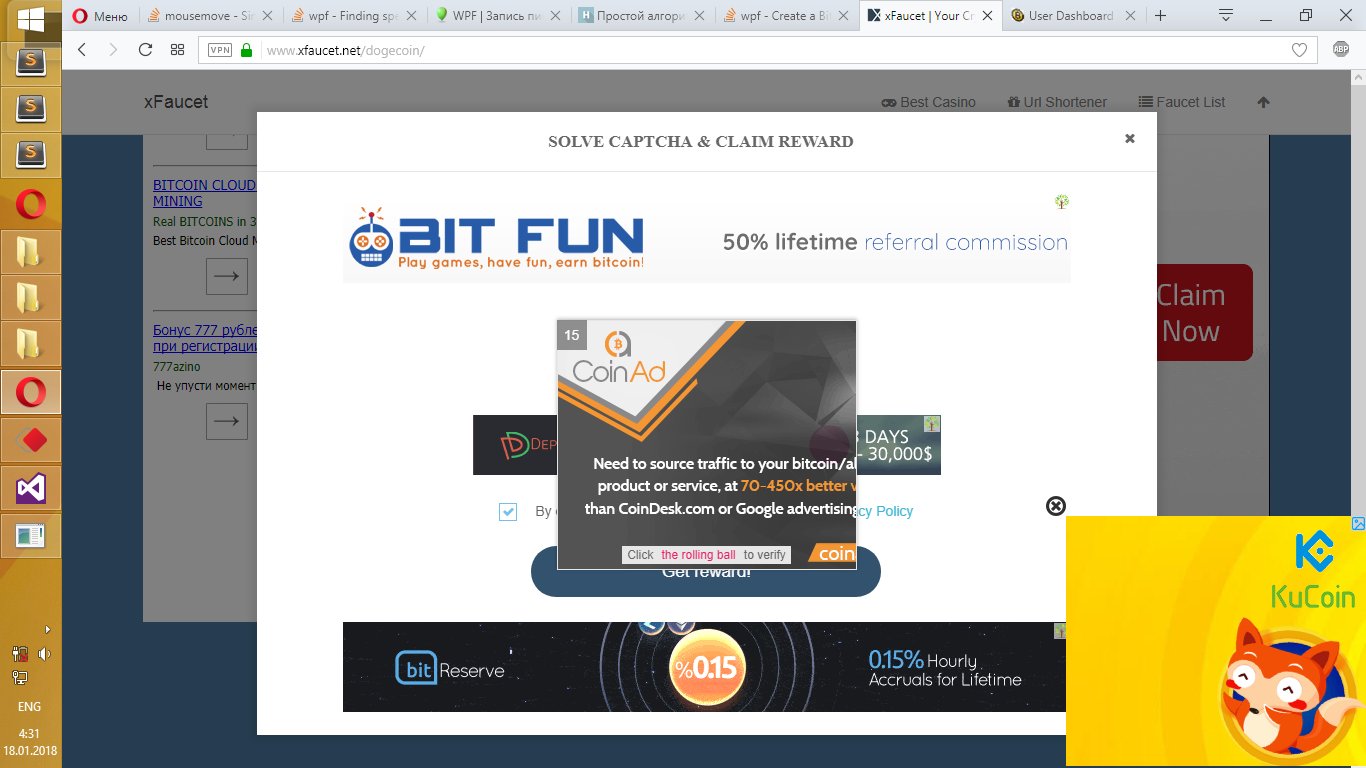 Меню
mousemove - Sir
wpf - Finding spe
WPF | Запись пи
Простой алгори
wpf - Create a Bi
xFaucet | Your Cr
User Dashboard
VPN
www.xfaucet.net/dogecoin/
ABP
xFaucet
Best Casino
Url Shortener
Faucet List
SOLVE CAPTCHA & CLAIM REWARD
BITCOIN CLOUD
MINING
Real BITCOINS in 3
Best Bitcoin Cloud M
Бонус 777 рубле
при регистраци
777azino
Не упусти момент
BIT FUN
Play games, have fun, earn bitcoin!
50% lifetime referral commission
Claim
Now
15
CoinAd
DEP
DAYS
- 30,000$
Need to source traffic to your bitcoin/al
product or service, at 70-450x better v
than CoinDesk.com or Google advertising
By
cy Policy
Click the rolling ball to verify
coin
Get reward!
KuCoin
bit Reserve
%0.15
0.15% Hourly
Accruals for Lifetime
ENG
4:31
18.01.2018